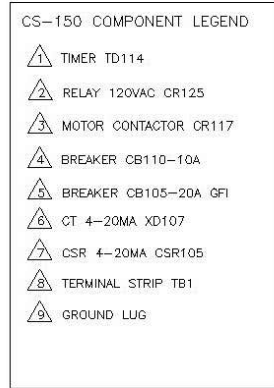 CS-150 COMPONENT LEGEND
1 TIMER TD114
2 RELAY 120VAC CR125
3 MOTOR CONTACTOR CR117
4 BREAKER CB110-10A
5 BREAKER CB105-20A GFI
6 CT 4-20MA XD107
7 CSR 4-20MA CSR105
8 TERMINAL STRIP TB1
9 GROUND LUG